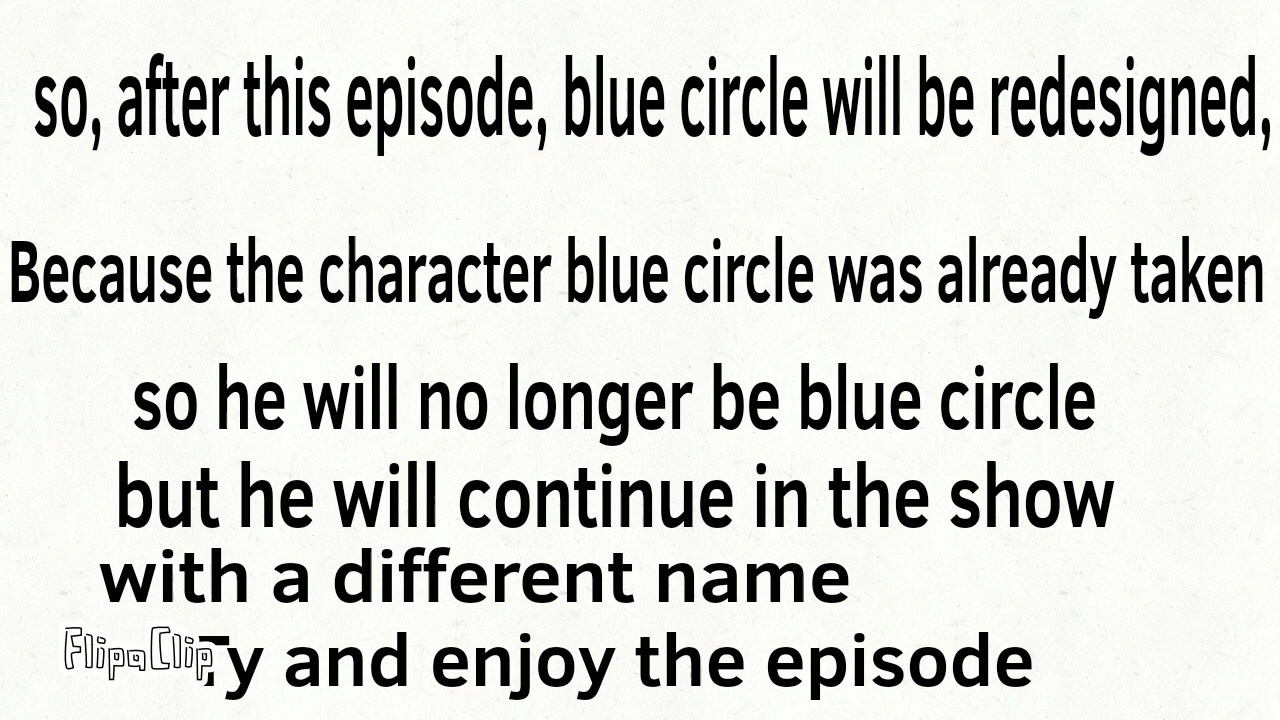 so, after this episode, blue circle will be redesigned,
Because the character blue circle was already taken
so he will no longer be blue circle
but he will continue in the show
with a different name
FlipaClip
Ty and enjoy the episode